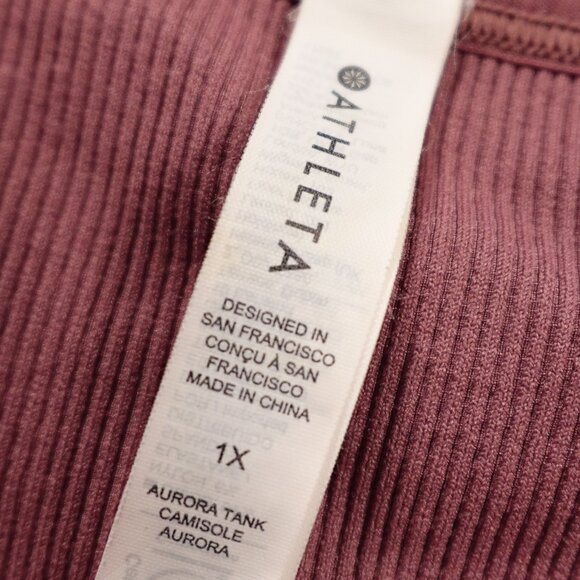 ATHLETA
DESIGNED IN
SAN FRANCISCO
CONÇU À SAN
FRANCISCO
MADE IN CHINA
1X
AURORA TANK
CAMISOLE
AURORA